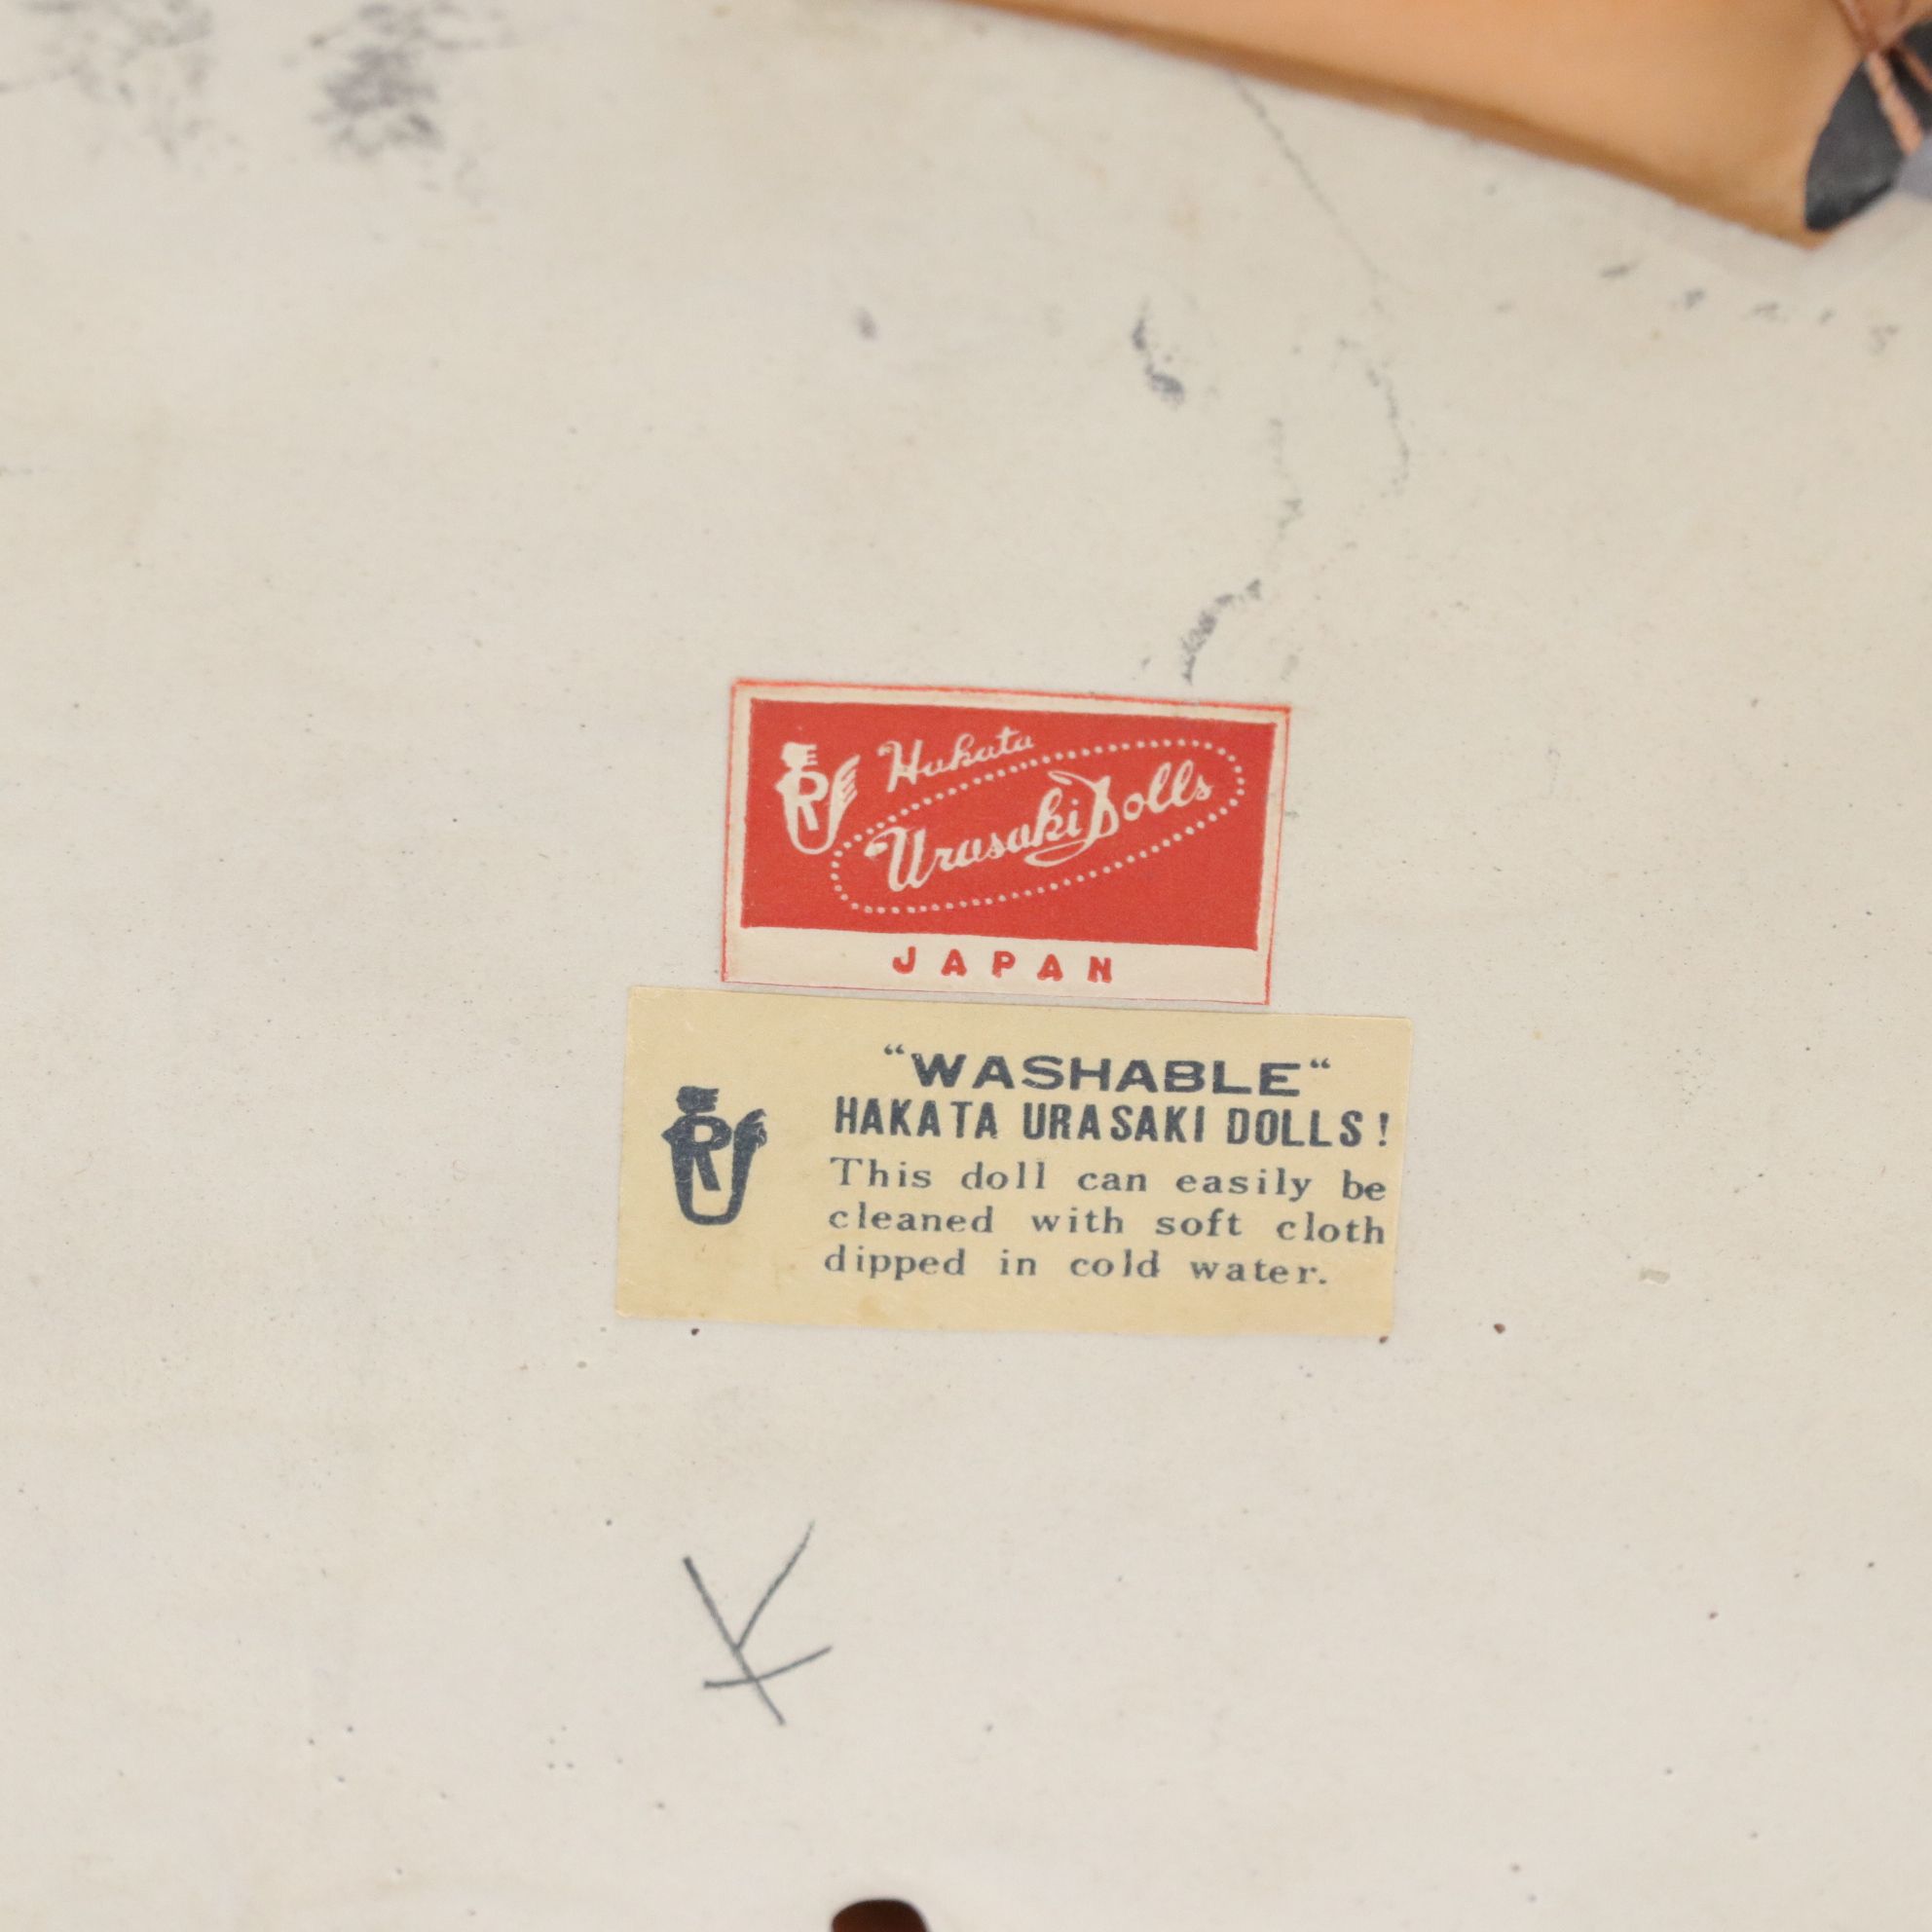 R
Hakata
Urasaki Dolls
JAPAN
“WASHABLE“
R
HAKATA URASAKI DOLLS!
This doll can easily be
cleaned with soft cloth
dipped in cold water.
K